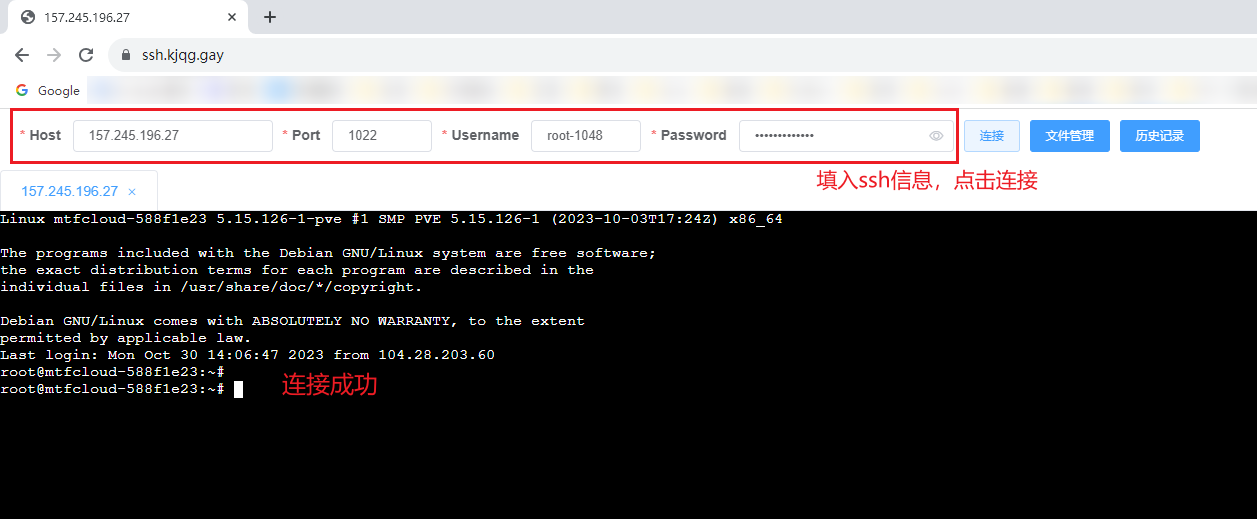 157.245.196.27
ssh.kjqg.gay
Google
* Host 157.245.196.27 * Port 1022 * Username root-1048 * Password ••••••••••••• 连接 文件管理 历史记录
填入ssh信息，点击连接
157.245.196.27
Linux mtfcloud-588f1e23 5.15.126-1-pve #1 SMP PVE 5.15.126-1 (2023-10-03T17:24Z) x86_64
The programs included with the Debian GNU/Linux system are free software;
the exact distribution terms for each program are described in the
individual files in /usr/share/doc/*/copyright.
Debian GNU/Linux comes with ABSOLUTELY NO WARRANTY, to the extent
permitted by applicable law.
Last login: Mon Oct 30 14:06:47 2023 from 104.28.203.60
root@mtfcloud-588f1e23:~#
root@mtfcloud-588f1e23:~#
连接成功